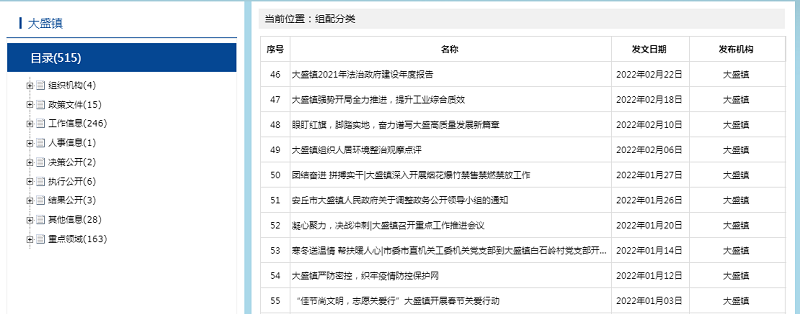 大盛镇
目录(515)
组织机构(4)
政策文件(15)
工作信息(246)
人事信息(1)
决策公开(2)
执行公开(6)
结果公开(3)
其他信息(28)
重点领域(163)
当前位置：组配分类
序号 名称 发文日期 发布机构
46 大盛镇2021年法治政府建设年度报告 2022年02月22日 大盛镇
47 大盛镇强势开局全力推进，提升工业综合质效 2022年02月18日 大盛镇
48 眼盯红旗，脚踏实地，奋力谱写大盛高质量发展新篇章 2022年02月10日 大盛镇
49 大盛镇组织人居环境整治观摩点评 2022年02月06日 大盛镇
50 团结奋进 拼搏实干|大盛镇深入开展烟花爆竹禁售禁燃禁放工作 2022年01月27日 大盛镇
51 安丘市大盛镇人民政府关于调整政务公开领导小组的通知 2022年01月26日 大盛镇
52 凝心聚力，决战冲刺|大盛镇召开重点工作推进会议 2022年01月20日 大盛镇
53 寒冬送温情 帮扶暖人心|市委市直机关工委机关党支部到大盛镇白石岭村党支部开... 2022年01月14日 大盛镇
54 大盛镇严防密控，织牢疫情防控保护网 2022年01月12日 大盛镇
55 “佳节尚文明，志愿关爱行”大盛镇开展春节关爱行动 2022年01月03日 大盛镇